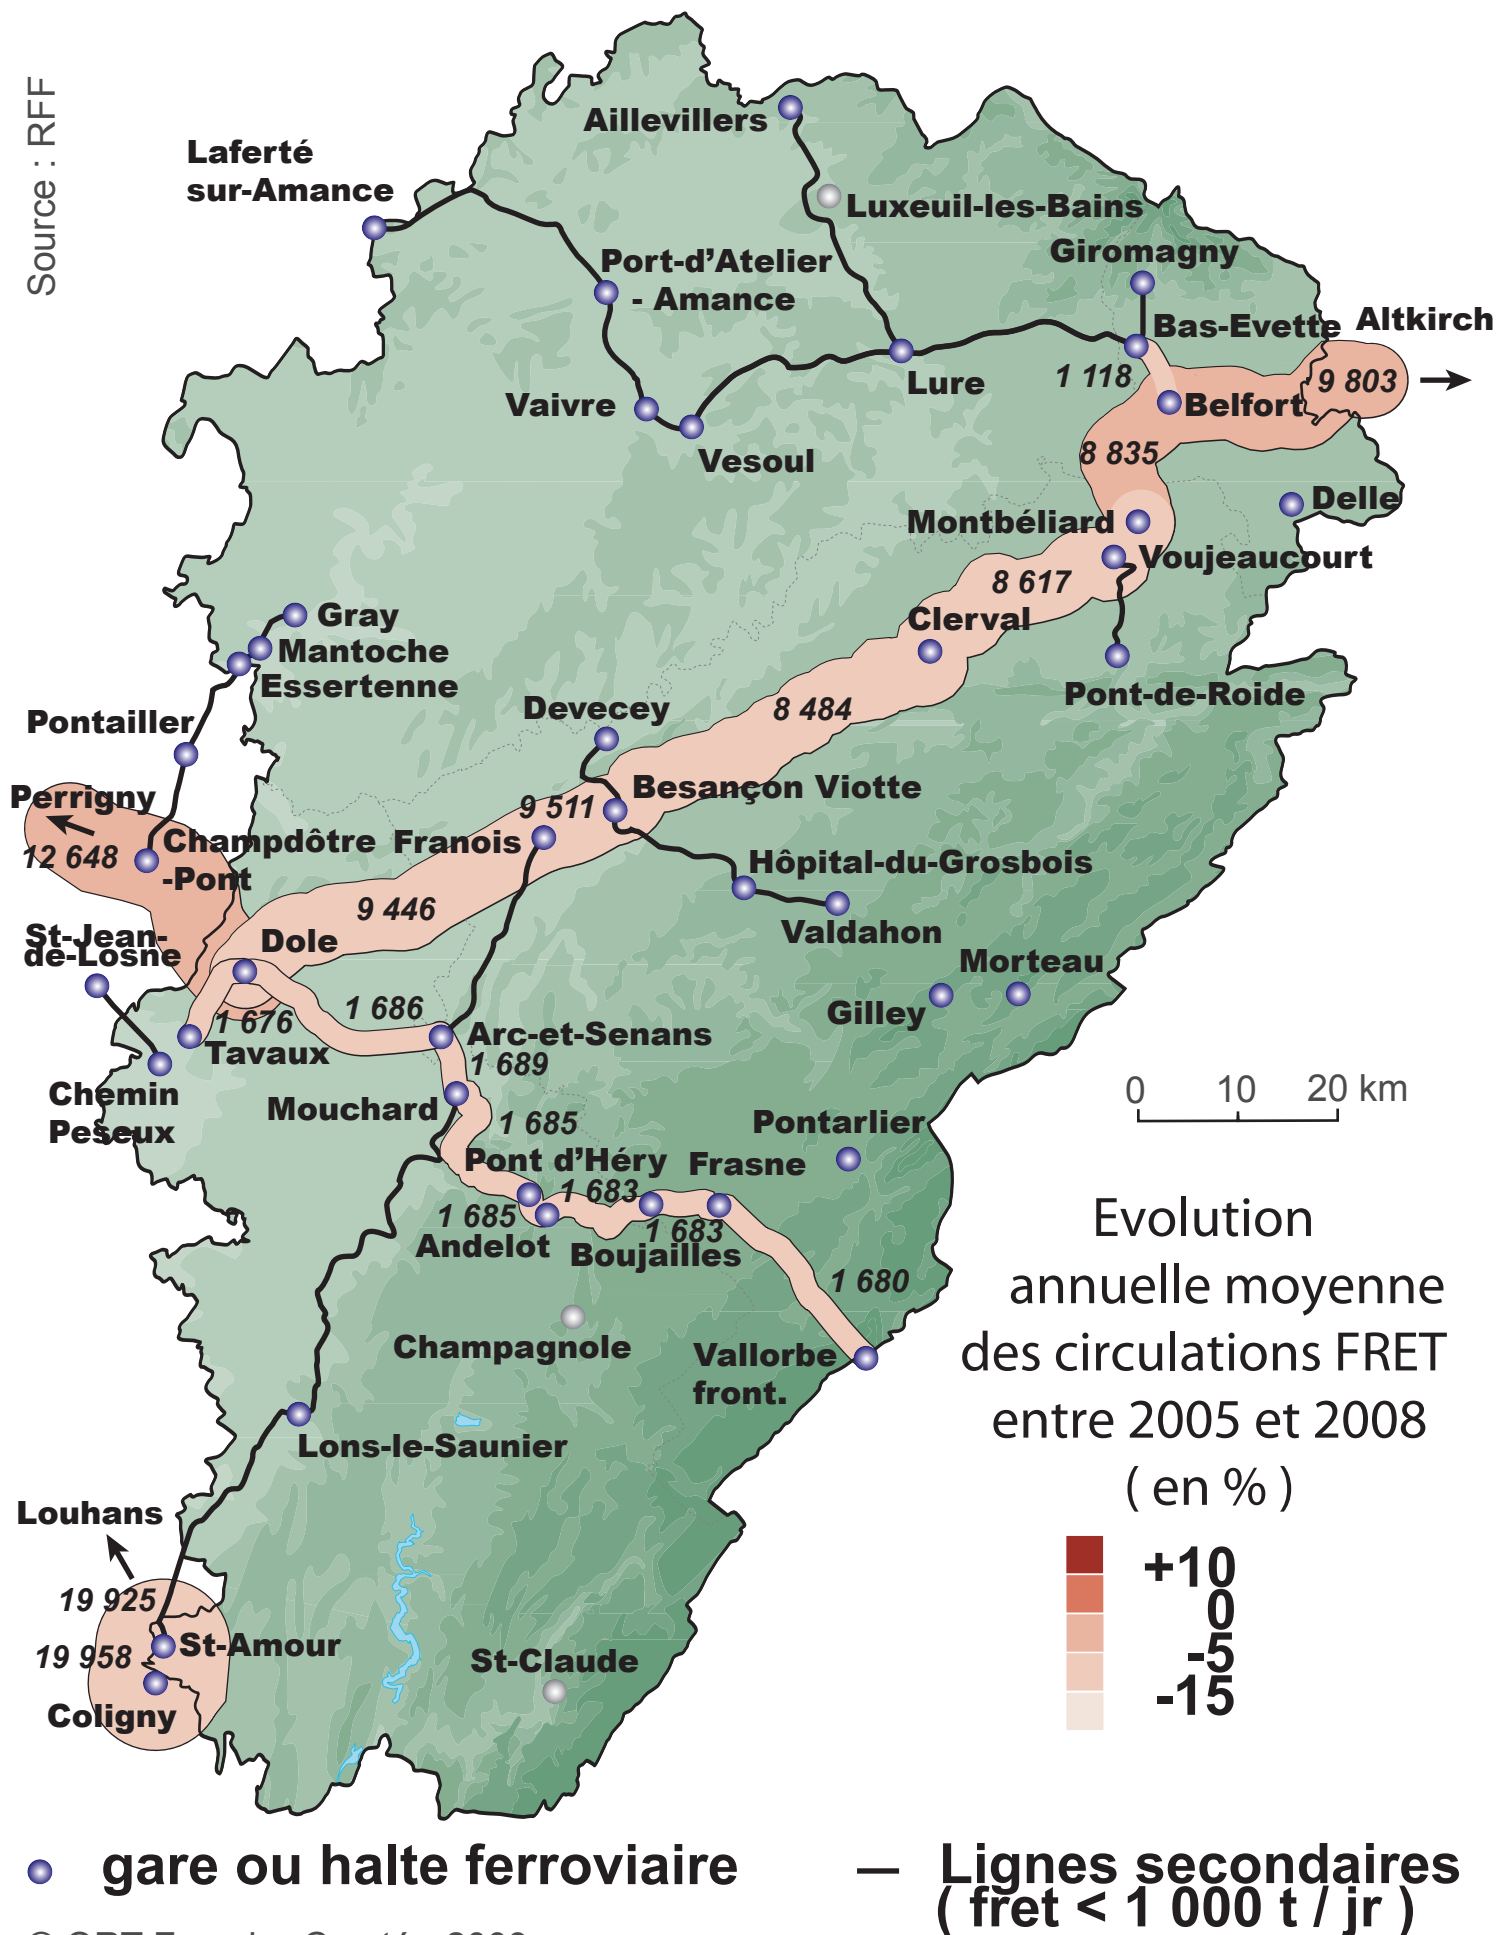 Source : RFF
Aillevillers
Laferté
sur-Amance
Luxeuil-les-Bains
Giromagny
Port-d’Atelier
- Amance
Bas-Evette
Altkirch
1 118
9 803
Lure
Vaivre
Belfort
8 835
Vesoul
Delle
Montbéliard
Voujeaucourt
8 617
Gray
Clerval
Mantoche
Essertenne
Pont-de-Roide
Devecey
8 484
Pontailler
Besançon Viotte
Perrigny
9 511
Champdôtre
-Pont
Franois
12 648
Hôpital-du-Grosbois
9 446
St-Jean-
de-Losne
Dole
Valdahon
Morteau
1 686
Gilley
1 676
Arc-et-Senans
Tavaux
1 689
Chemin
Peseux
Mouchard
0 10 20 km
1 685
Pontarlier
Pont d’Héry
Frasne
1 683
1 685
1 683
Andelot
Boujailles
1 680
Champagnole
Vallorbe
front.
Evolution
annuelle moyenne
des circulations FRET
entre 2005 et 2008
( en % )
Lons-le-Saunier
Louhans
+10
0
-5
-15
19 925
St-Amour
19 958
St-Claude
Coligny
gare ou halte ferroviaire
Lignes secondaires
( fret < 1 000 t / jr )